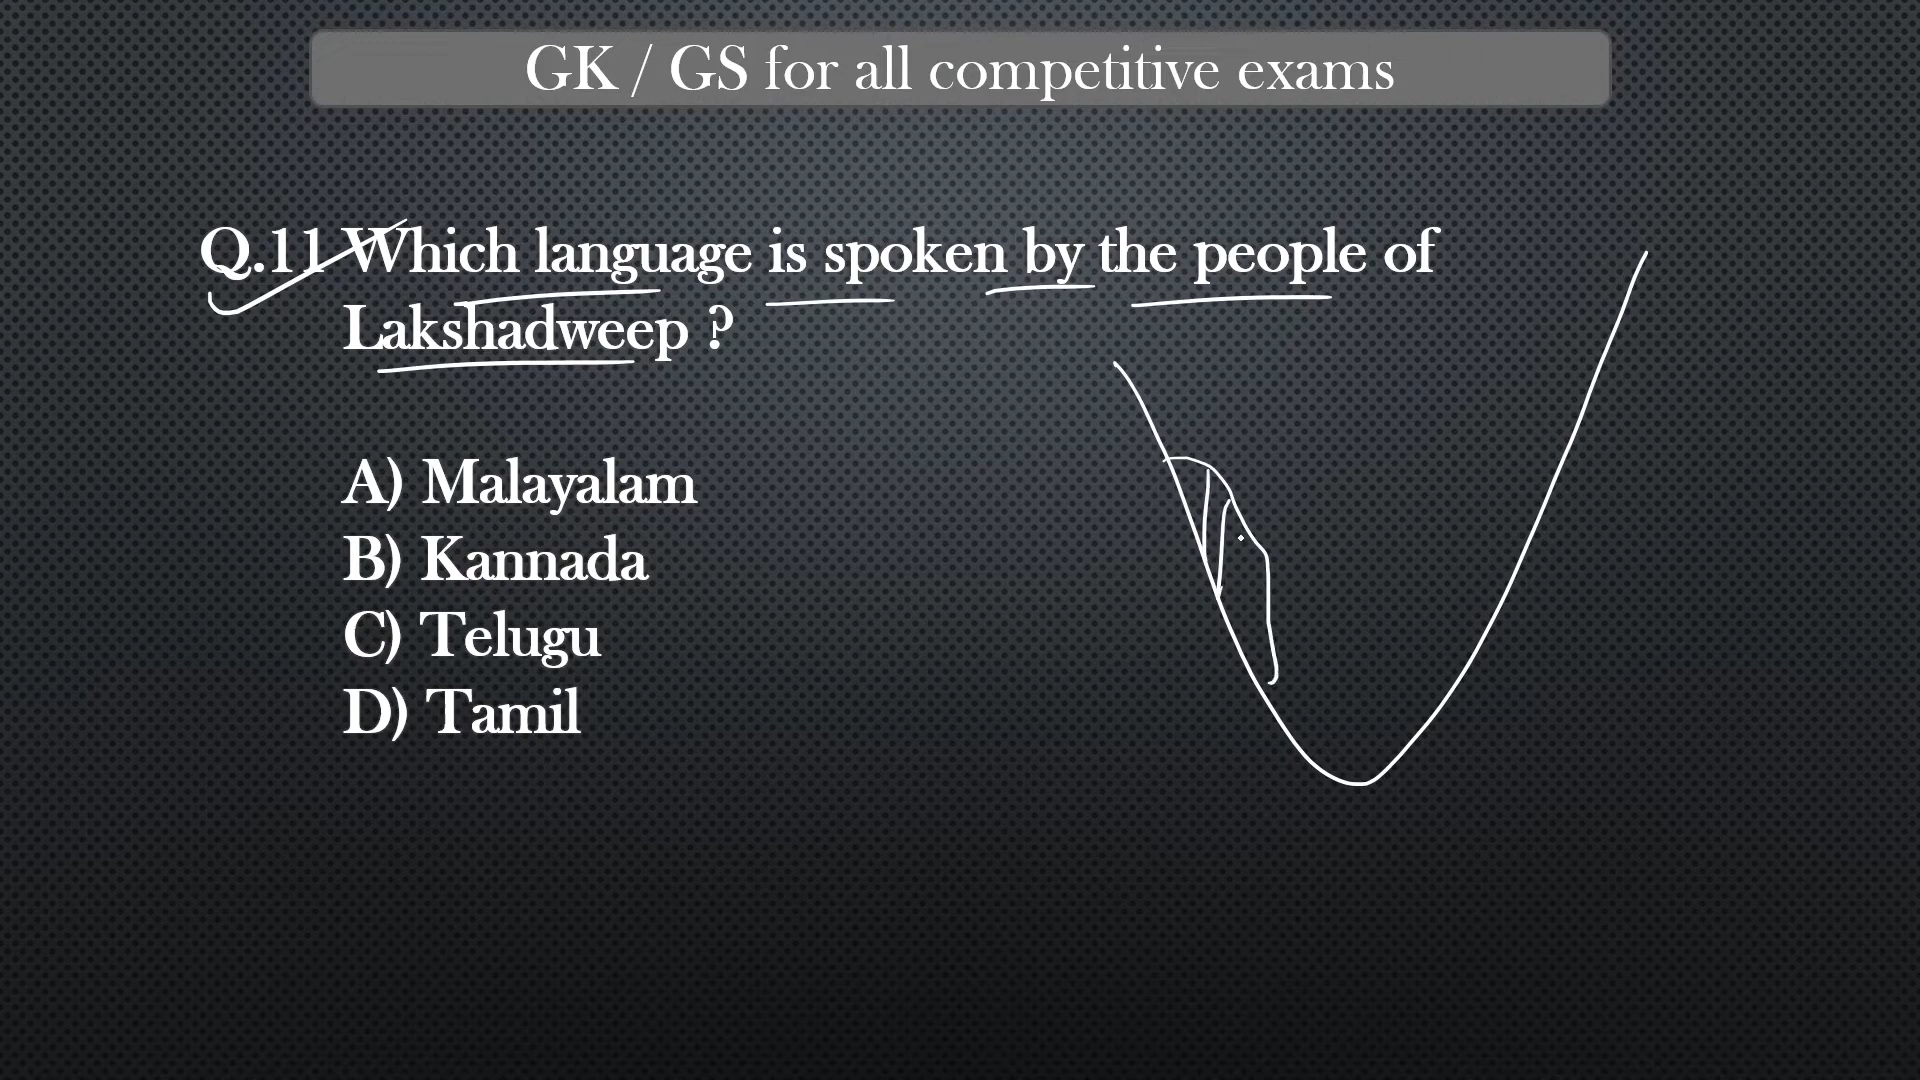 GK / GS for all competitive exams
Q.11 Which language is spoken by the people of
Lakshadweep ?
A) Malayalam
B) Kannada
C) Telugu
D) Tamil